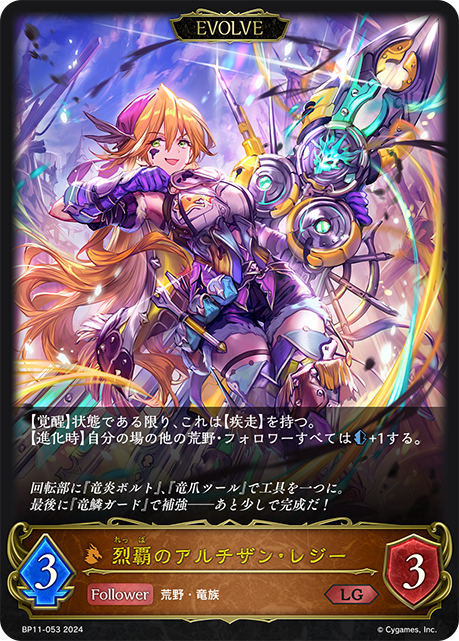 EVOLVE
【覚醒】状態である限り、これは【疾走】を持つ。
【進化時】自分の場の他の荒野・フォロワーすべては+1する。
回転部に『竜炎ボルト』、『竜爪ツール』で工具を一つに。
最後に『竜鱗ガード』で補強――あと少しで完成だ！
れっぱ
烈覇のアルチザン・レジー
3
Follower 荒野・竜族
LG
3
BP11-053 2024
© Cygames, Inc.